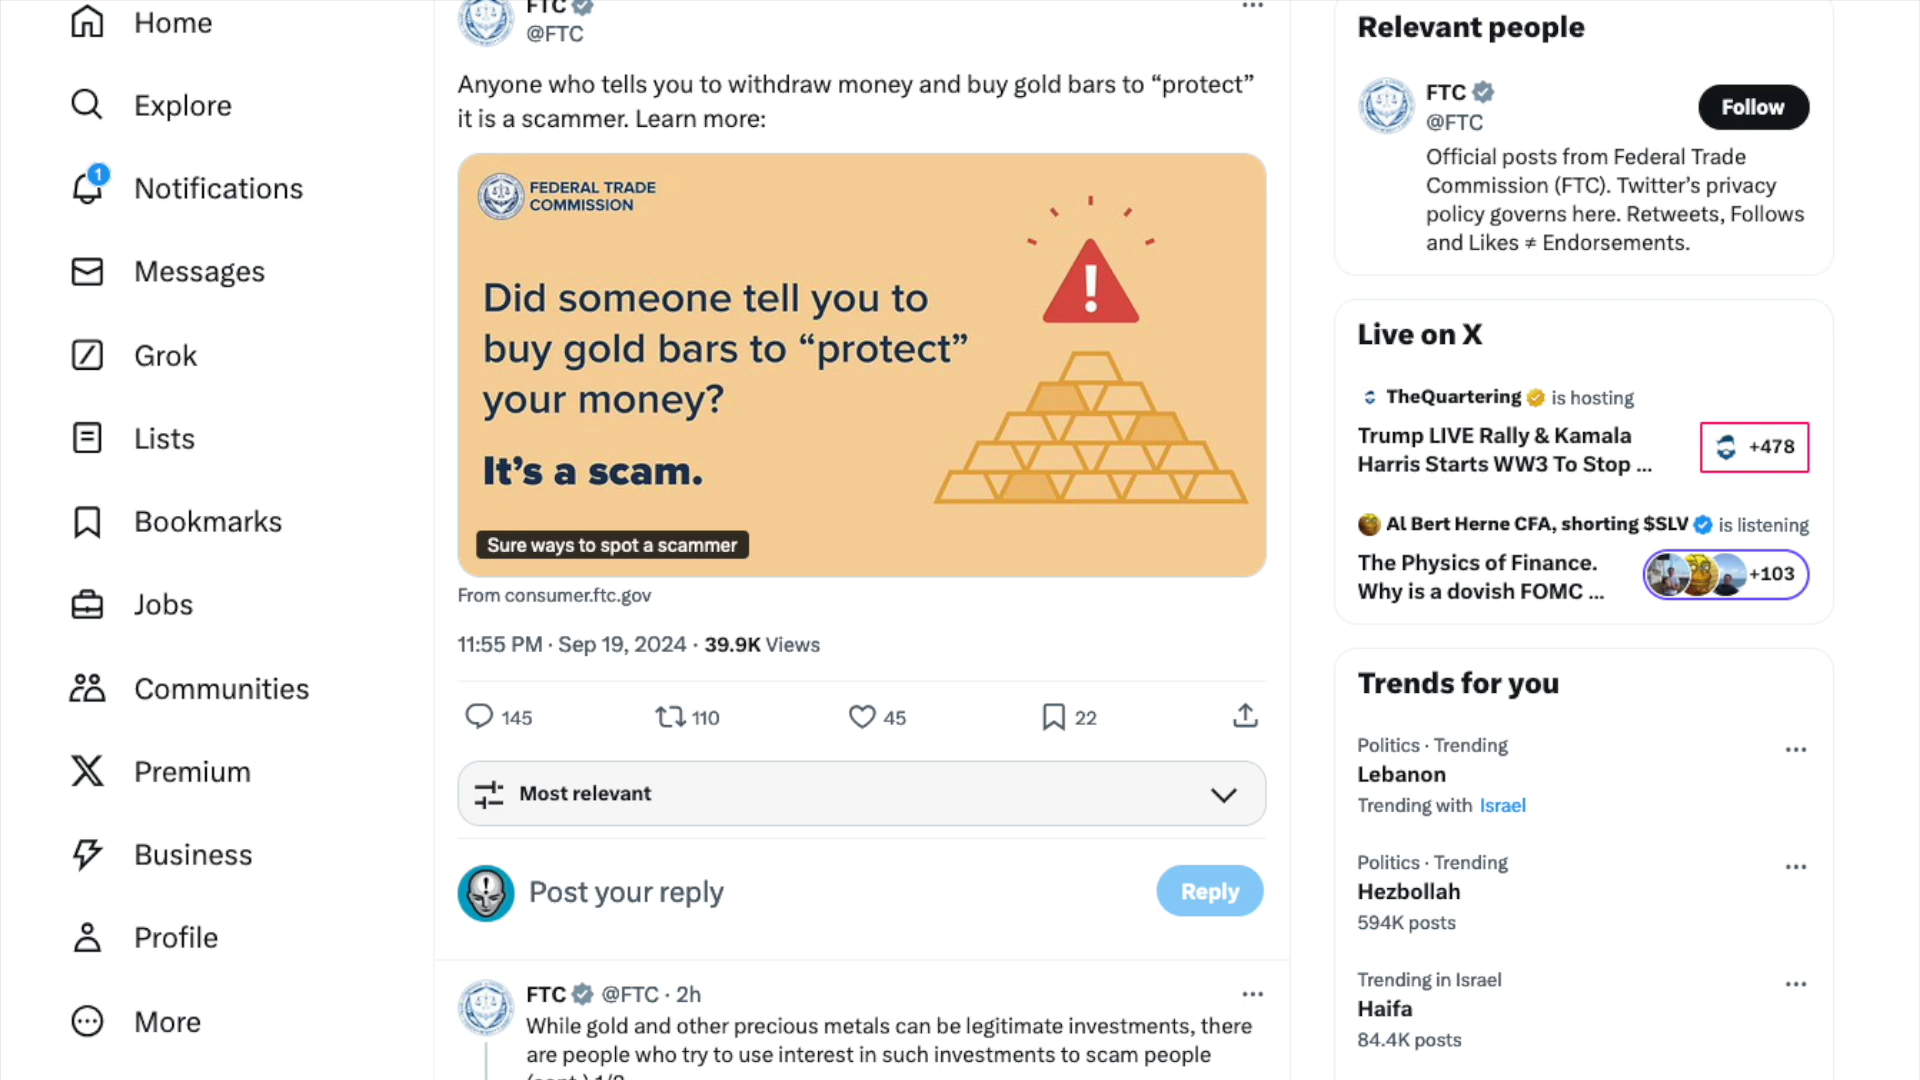 Home
Explore
1
Notifications
Messages
Grok
Lists
Bookmarks
Jobs
Communities
Premium
Business
Profile
More
FTC
@FTC
Anyone who tells you to withdraw money and buy gold bars to “protect”
it is a scammer. Learn more:
FEDERAL TRADE
COMMISSION
Did someone tell you to
buy gold bars to “protect”
your money?
It’s a scam.
Sure ways to spot a scammer
From consumer.ftc.gov
11:55 PM · Sep 19, 2024 · 39.9K Views
145 110 45 22
Most relevant
Post your reply
Reply
FTC @FTC · 2h
While gold and other precious metals can be legitimate investments, there
are people who try to use interest in such investments to scam people
Relevant people
FTC
@FTC
Follow
Official posts from Federal Trade
Commission (FTC). Twitter’s privacy
policy governs here. Retweets, Follows
and Likes ≠ Endorsements.
Live on X
TheQuartering is hosting
Trump LIVE Rally & Kamala
Harris Starts WW3 To Stop ...
+478
Al Bert Herne CFA, shorting $SLV is listening
The Physics of Finance.
Why is a dovish FOMC ...
+103
Trends for you
Politics · Trending
Lebanon
Trending with Israel
Politics · Trending
Hezbollah
594K posts
Trending in Israel
Haifa
84.4K posts